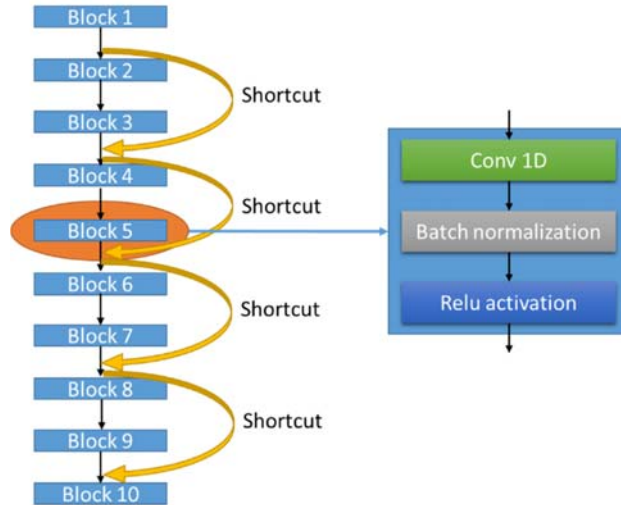 Block 1
Block 2
Shortcut
Block 3
Block 4
Shortcut
Block 5
Block 6
Shortcut
Block 7
Block 8
Shortcut
Block 9
Block 10
Conv 1D
Batch normalization
Relu activation